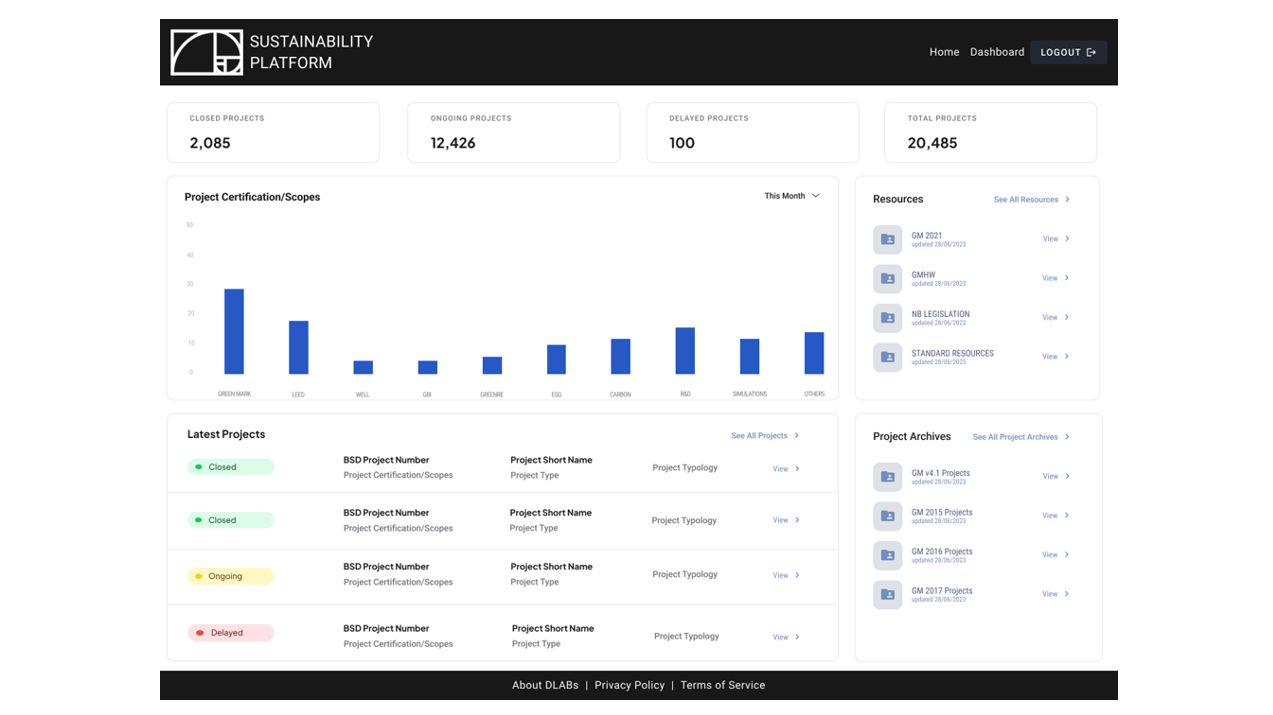 SUSTAINABILITY
PLATFORM
Home Dashboard LOGOUT
CLOSED PROJECTS
2,085
ONGOING PROJECTS
12,426
DELAYED PROJECTS
100
TOTAL PROJECTS
20,485
Project Certification/Scopes
This Month
50
40
30
20
10
0
GREEN MARK LEED WELL GBI GREENRE ESG CARBON R&D SIMULATIONS OTHERS
Resources
See All Resources
GM 2021
updated 28/06/2023
View
GMHW
updated 28/06/2023
View
NB LEGISLATION
updated 28/06/2023
View
STANDARD RESOURCES
updated 28/06/2023
View
Latest Projects
See All Projects
Closed
BSD Project Number
Project Certification/Scopes
Project Short Name
Project Type
Project Typology
View
Closed
BSD Project Number
Project Certification/Scopes
Project Short Name
Project Type
Project Typology
View
Ongoing
BSD Project Number
Project Certification/Scopes
Project Short Name
Project Type
Project Typology
View
Delayed
BSD Project Number
Project Certification/Scopes
Project Short Name
Project Type
Project Typology
View
Project Archives
See All Project Archives
GM v4.1 Projects
updated 28/06/2023
View
GM 2015 Projects
updated 28/06/2023
View
GM 2016 Projects
updated 28/06/2023
View
GM 2017 Projects
updated 28/06/2023
View
About DLABs | Privacy Policy | Terms of Service